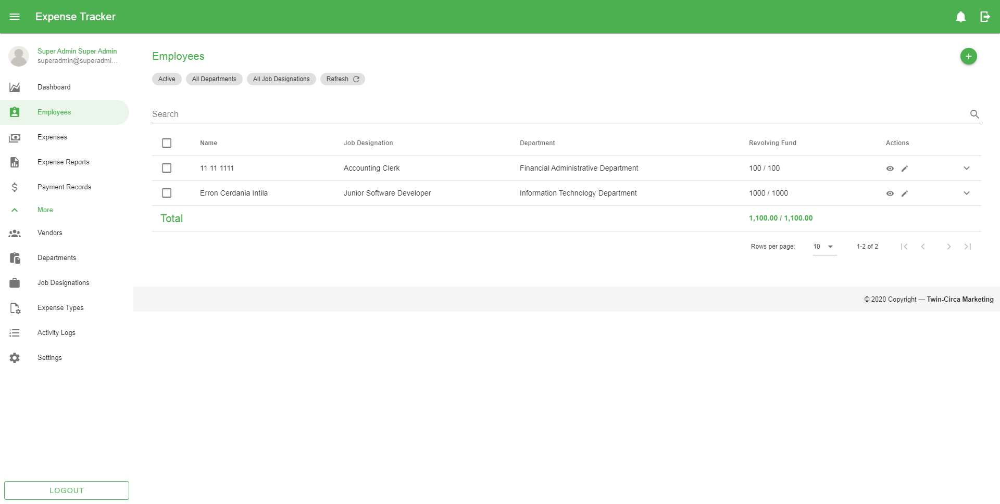 Expense Tracker
Super Admin Super Admin
superadmin@superadmi...
Dashboard
Employees
Expenses
Expense Reports
Payment Records
More
Vendors
Departments
Job Designations
Expense Types
Activity Logs
Settings
LOGOUT
Employees
Active All Departments All Job Designations Refresh
Search
Name Job Designation Department Revolving Fund Actions
11 11 1111 Accounting Clerk Financial Administrative Department 100 / 100
Erron Cerdania Intila Junior Software Developer Information Technology Department 1000 / 1000
Total 1,100.00 / 1,100.00
Rows per page: 10 1-2 of 2
© 2020 Copyright — Twin-Circa Marketing